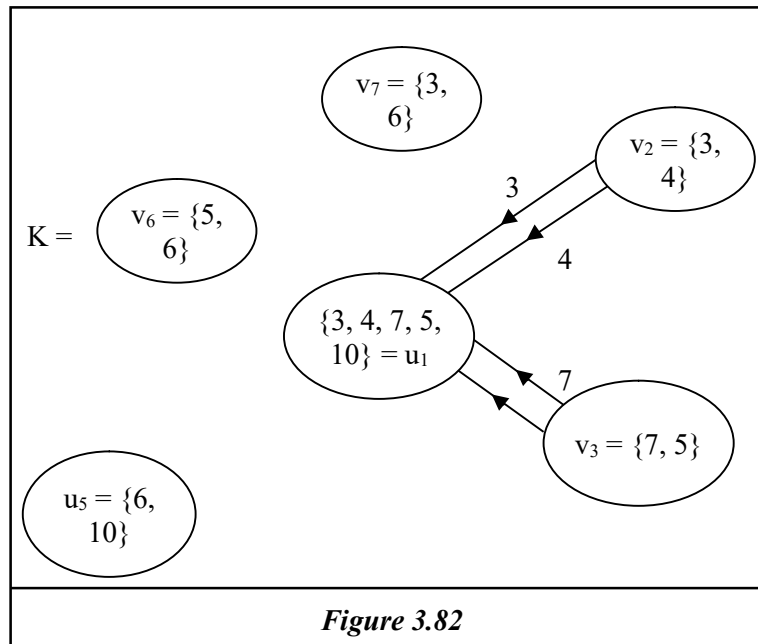 v₇ = {3,
6}
v₂ = {3,
4}
3
v₆ = {5,
6}
K =
4
{3, 4, 7, 5,
10} = u₁
7
v₃ = {7, 5}
u₅ = {6,
10}
Figure 3.82